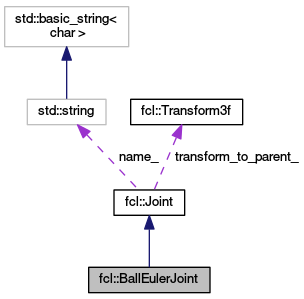 std::basic_string<
char >
std::string
fcl::Transform3f
name_
transform_to_parent_
fcl::Joint
fcl::BallEulerJoint